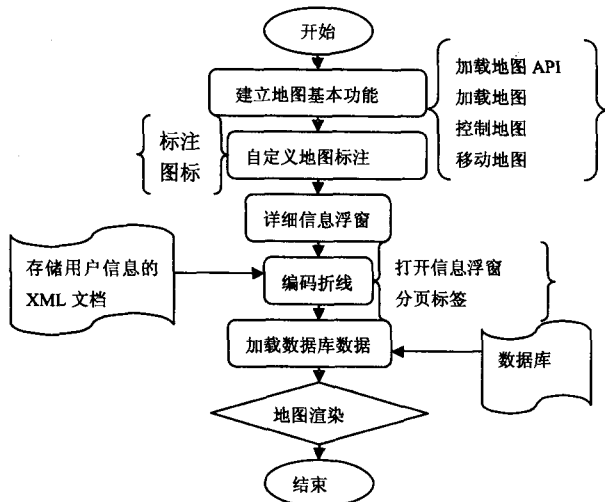 开始
建立地图基本功能
加载地图 API
加载地图
控制地图
移动地图
标注
图标
自定义地图标注
详细信息浮窗
存储用户信息的
XML 文档
编码折线
打开信息浮窗
分页标签
加载数据库数据
数据库
地图渲染
结束